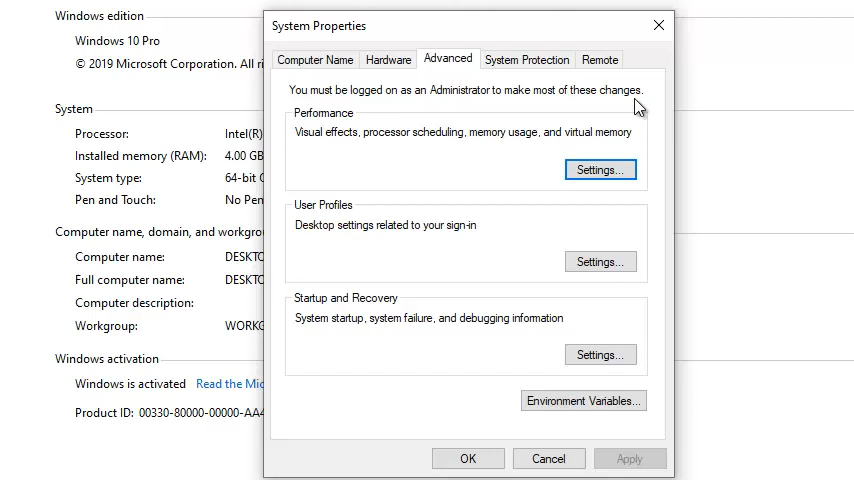 Windows edition
Windows 10 Pro
© 2019 Microsoft Corporation. All ri
System
Processor: Intel(R)
Installed memory (RAM): 4.00 GB
System type: 64-bit
Pen and Touch: No Pen
Computer name, domain, and workgro
Computer name: DESKTO
Full computer name: DESKTO
Computer description:
Workgroup: WORKG
Windows activation
Windows is activated Read the Mic
Product ID: 00330-80000-00000-AA4
System Properties
Computer Name Hardware Advanced System Protection Remote
You must be logged on as an Administrator to make most of these changes.
Performance
Visual effects, processor scheduling, memory usage, and virtual memory
Settings...
User Profiles
Desktop settings related to your sign-in
Settings...
Startup and Recovery
System startup, system failure, and debugging information
Settings...
Environment Variables...
OK Cancel Apply